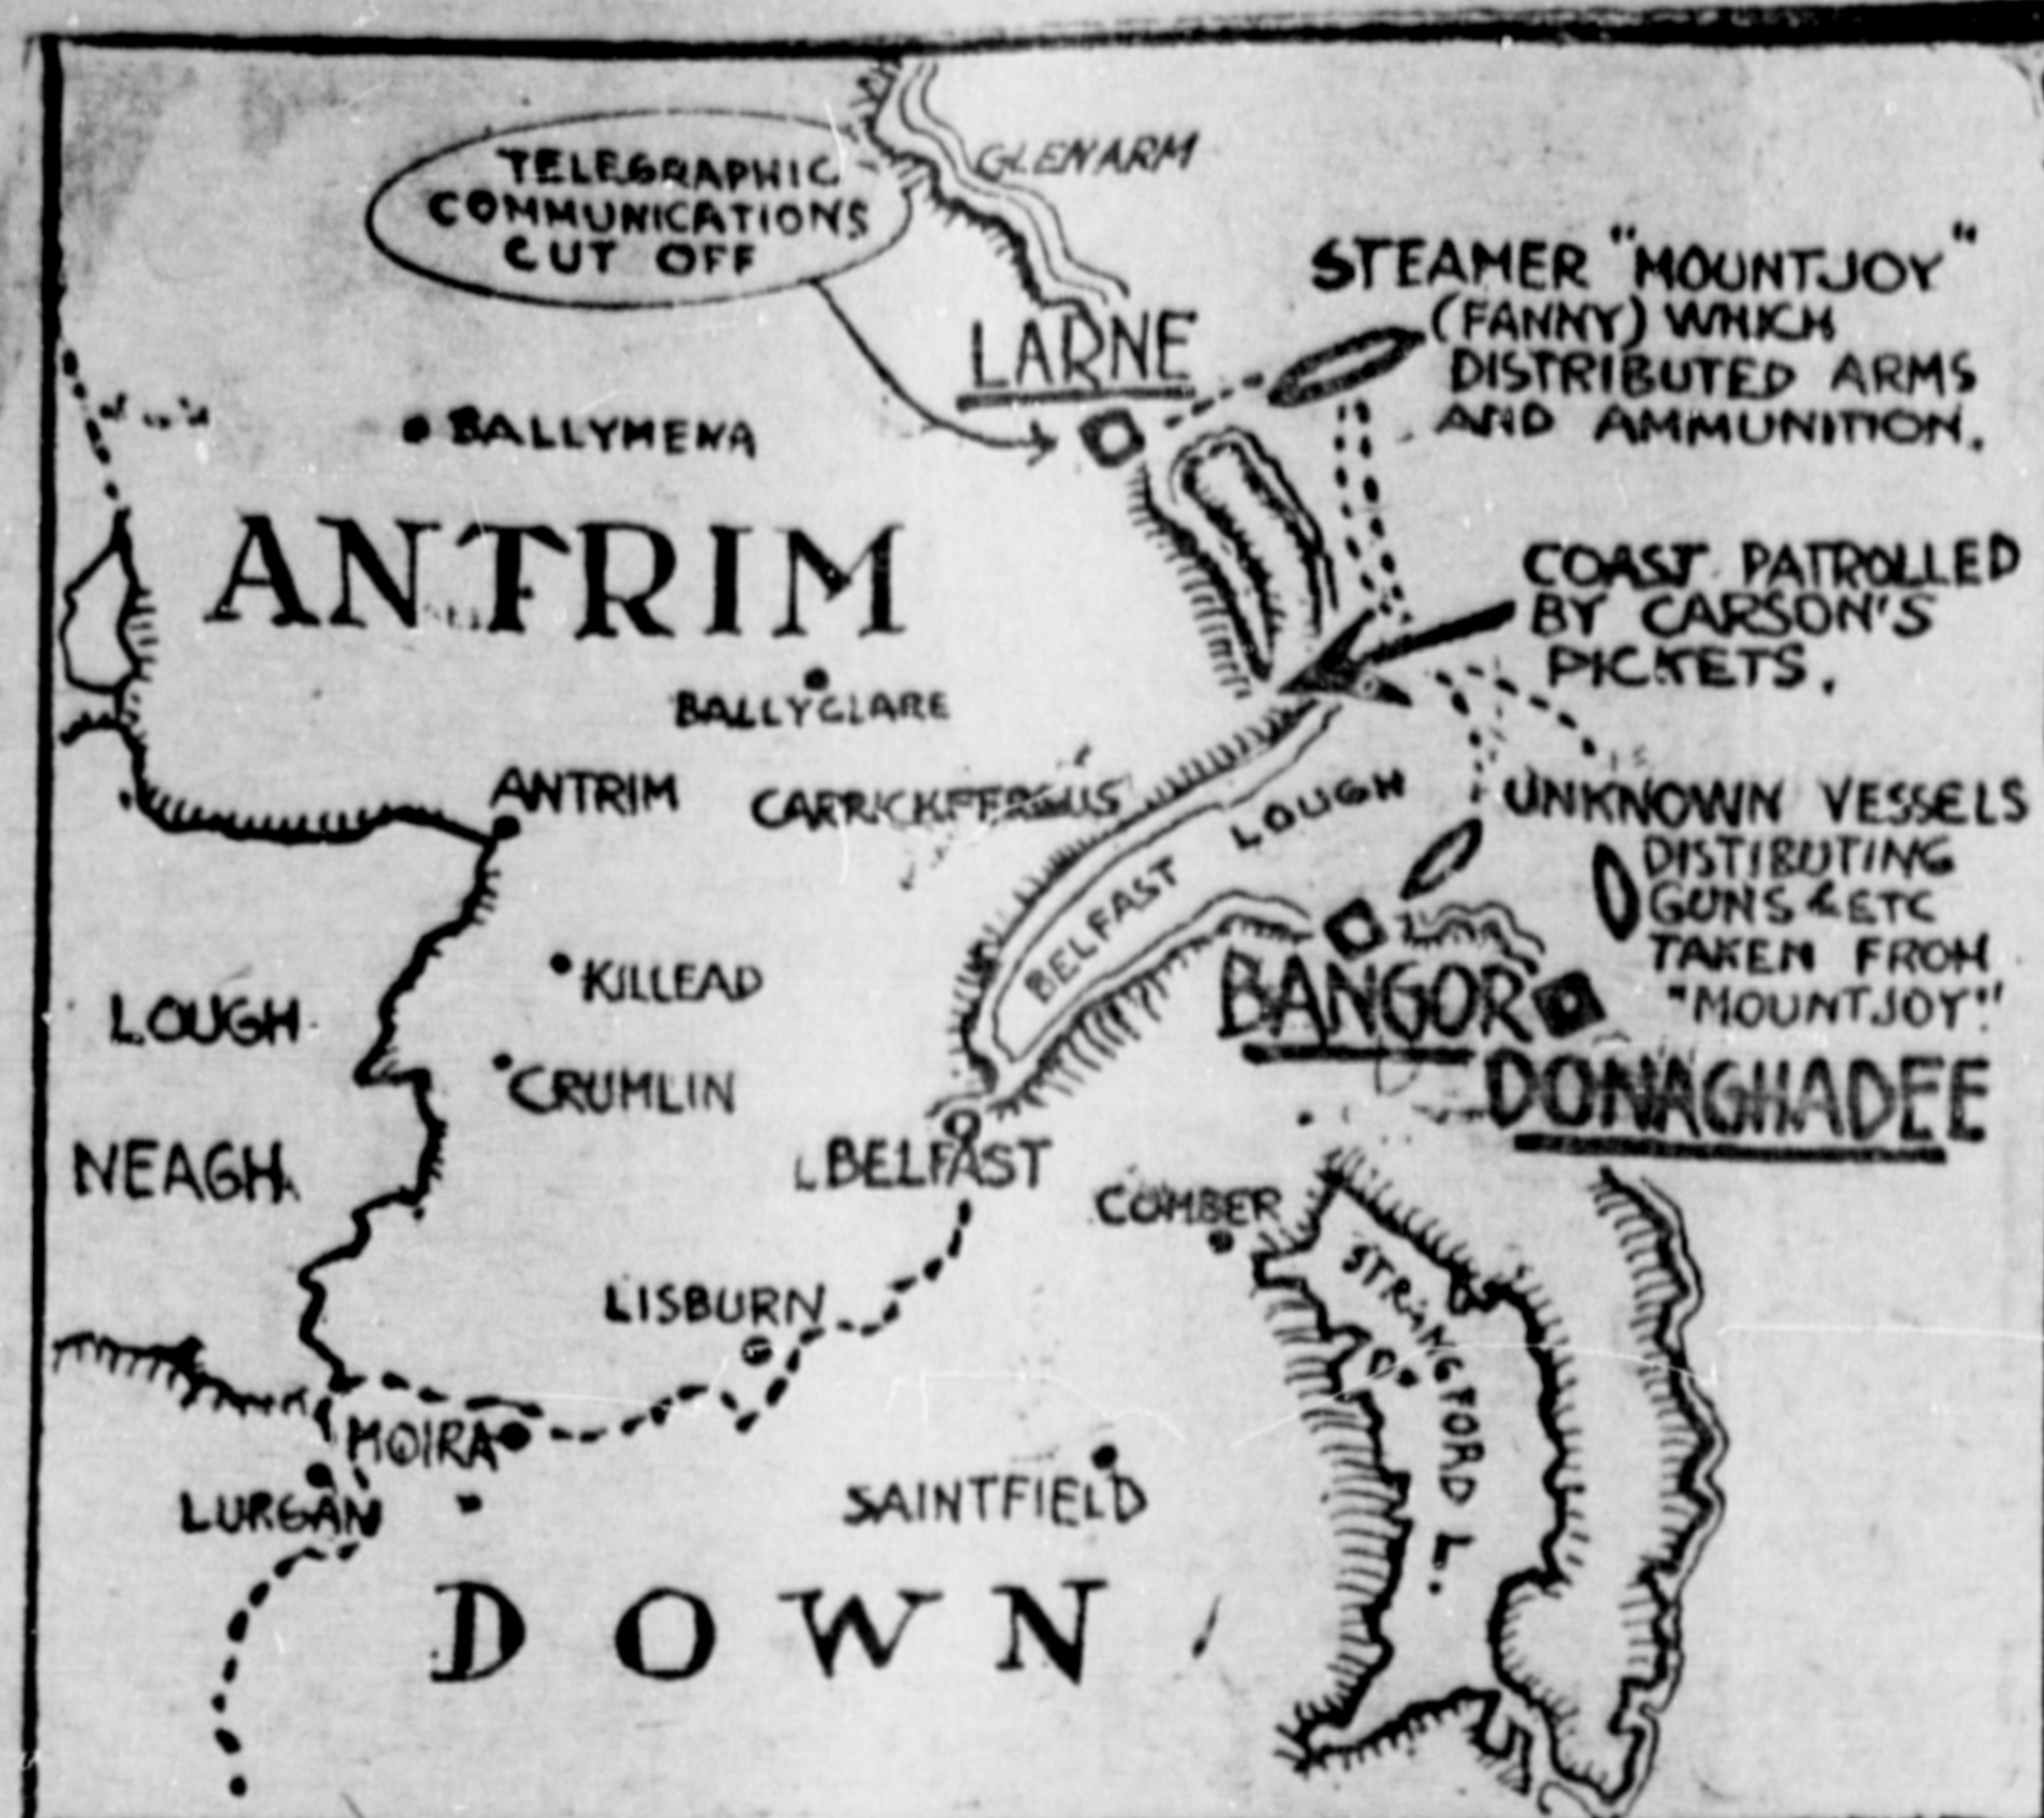 TELEGRAPHIC
COMMUNICATIONS
CUT OFF
GLENARM
LARNE
STEAMER "MOUNTJOY"
(FANNY) WHICH
DISTRIBUTED ARMS
AND AMMUNITION.
BALLYMENA
ANTRIM
COAST PATROLLED
BY CARSON'S
PICKETS.
BALLYCLARE
ANTRIM
CARRICKFERGUS
BELFAST LOUGH
UNKNOWN VESSELS
DISTIBUTING
GUNS & ETC
TAKEN FROM
"MOUNTJOY"
KILLEAD
BANGOR
LOUGH
NEAGH
CRUMLIN
DONAGHADEE
BELFAST
COMBER
LISBURN
STRANGFORD L.
MOIRA
LURGAN
SAINTFIELD
DOWN